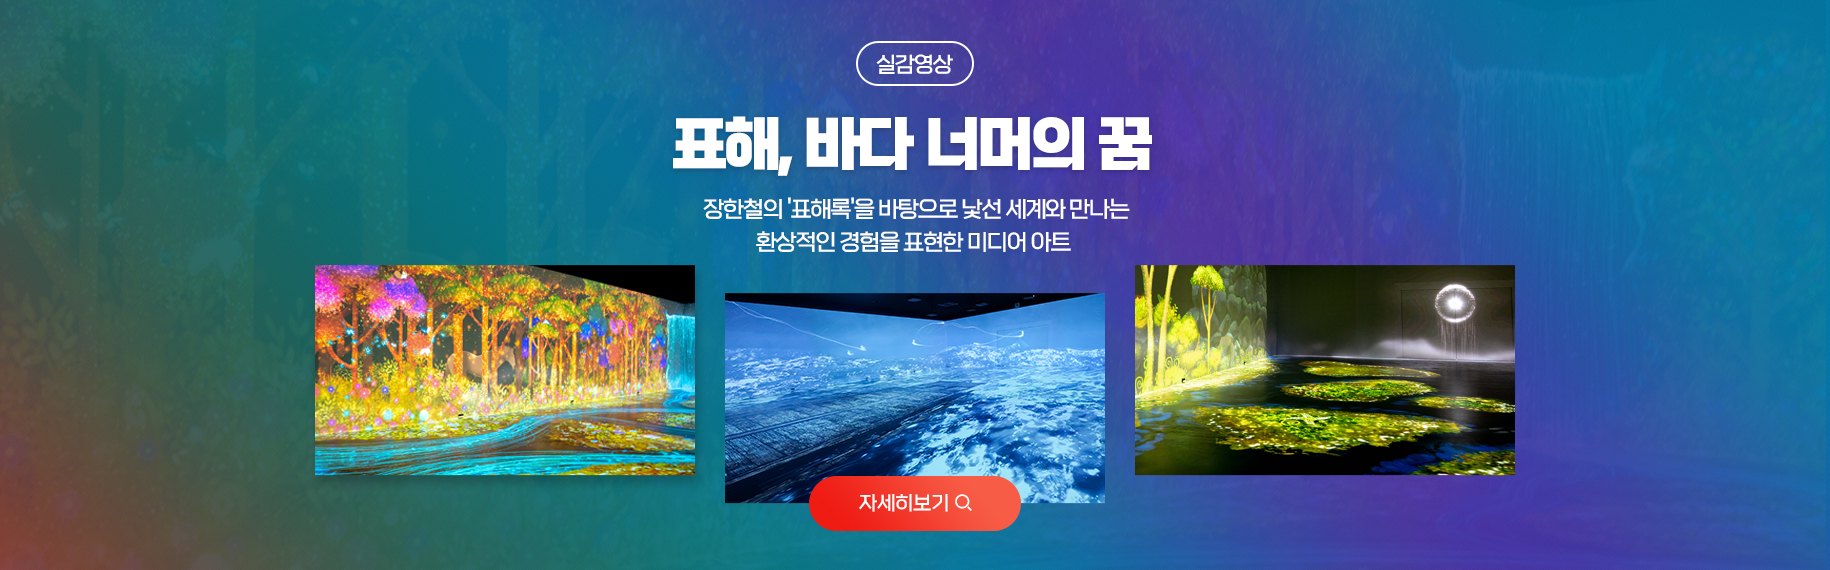 실감영상
표해, 바다 너머의 꿈
장한철의 '표해록'을 바탕으로 낯선 세계와 만나는
환상적인 경험을 표현한 미디어 아트
자세히보기